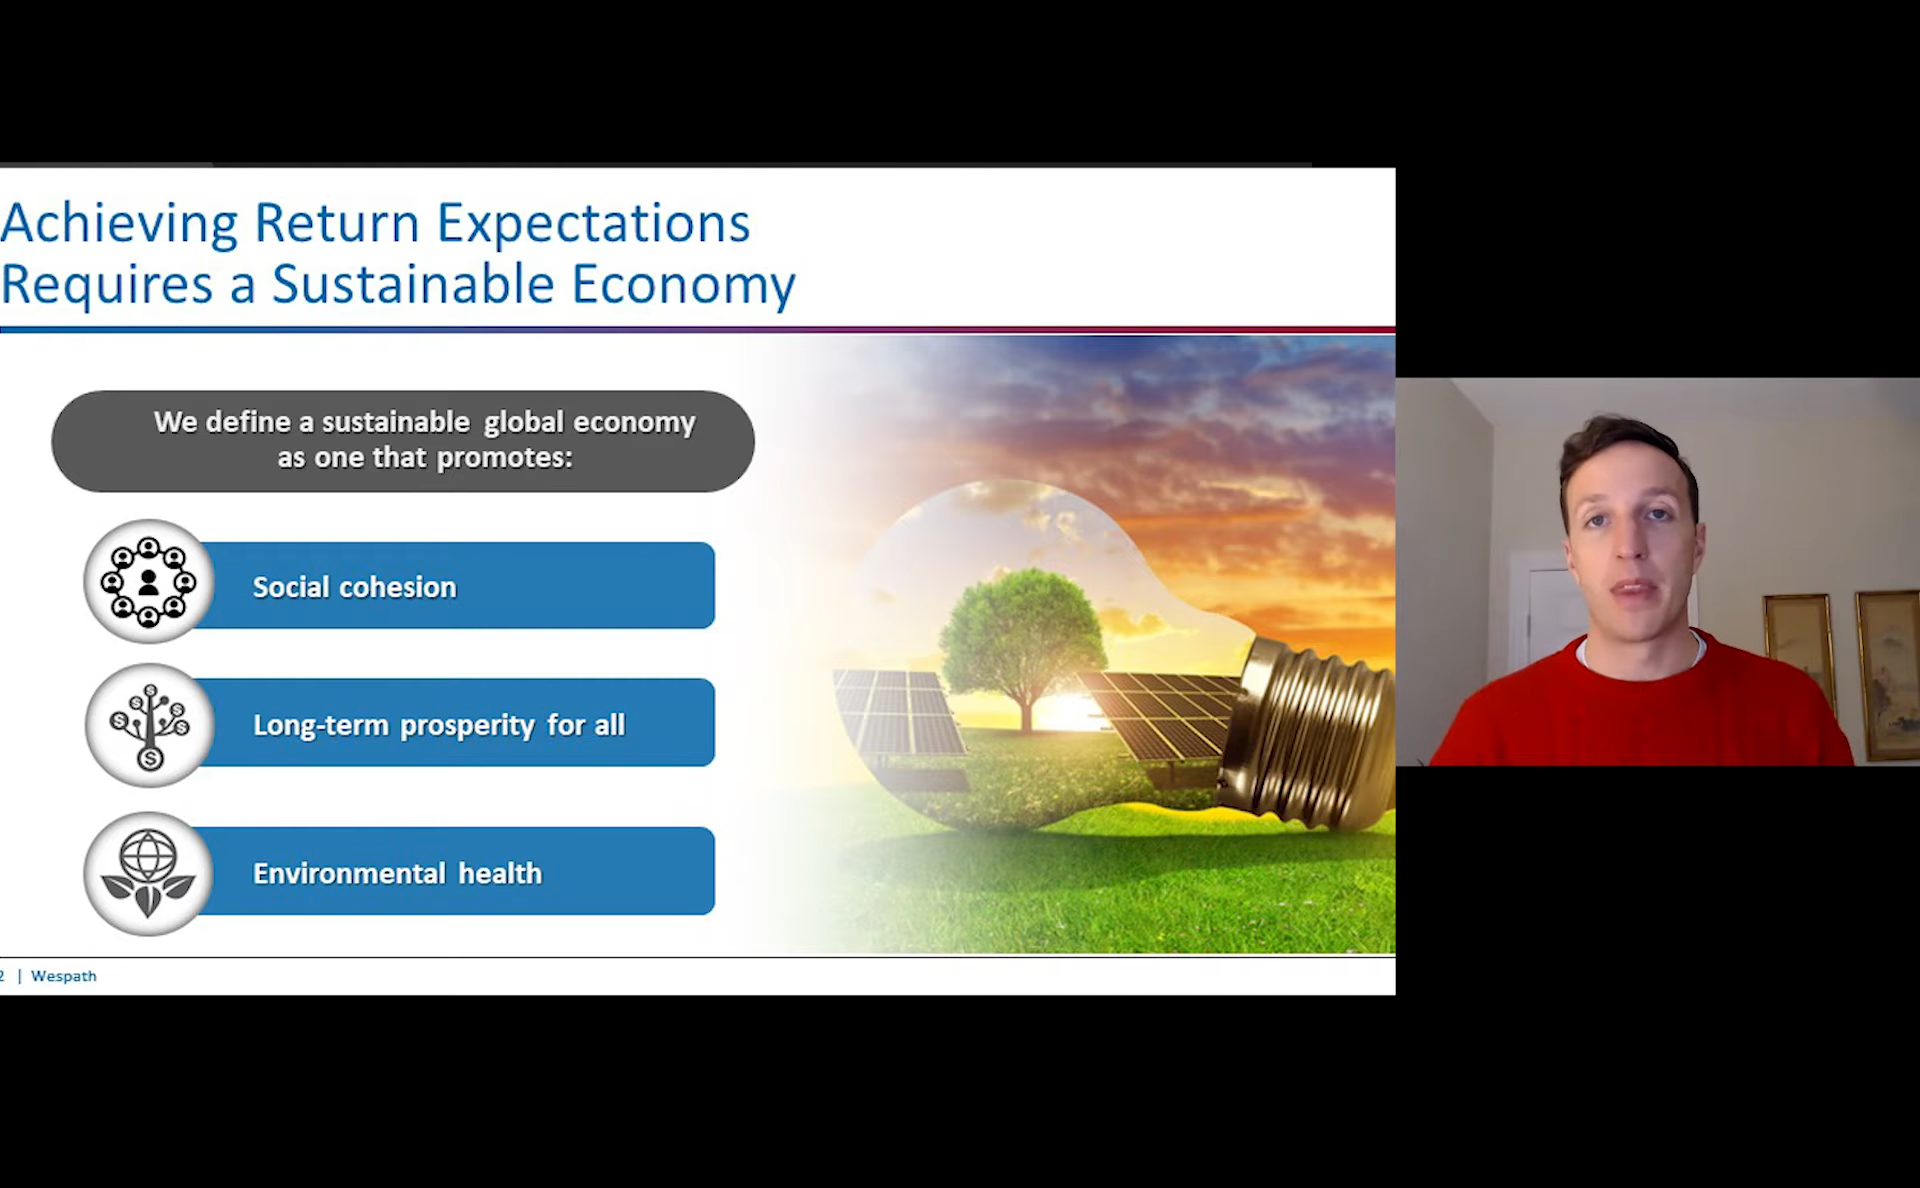 Achieving Return Expectations
Requires a Sustainable Economy
We define a sustainable global economy
as one that promotes:
Social cohesion
Long-term prosperity for all
Environmental health
2 | Wespath